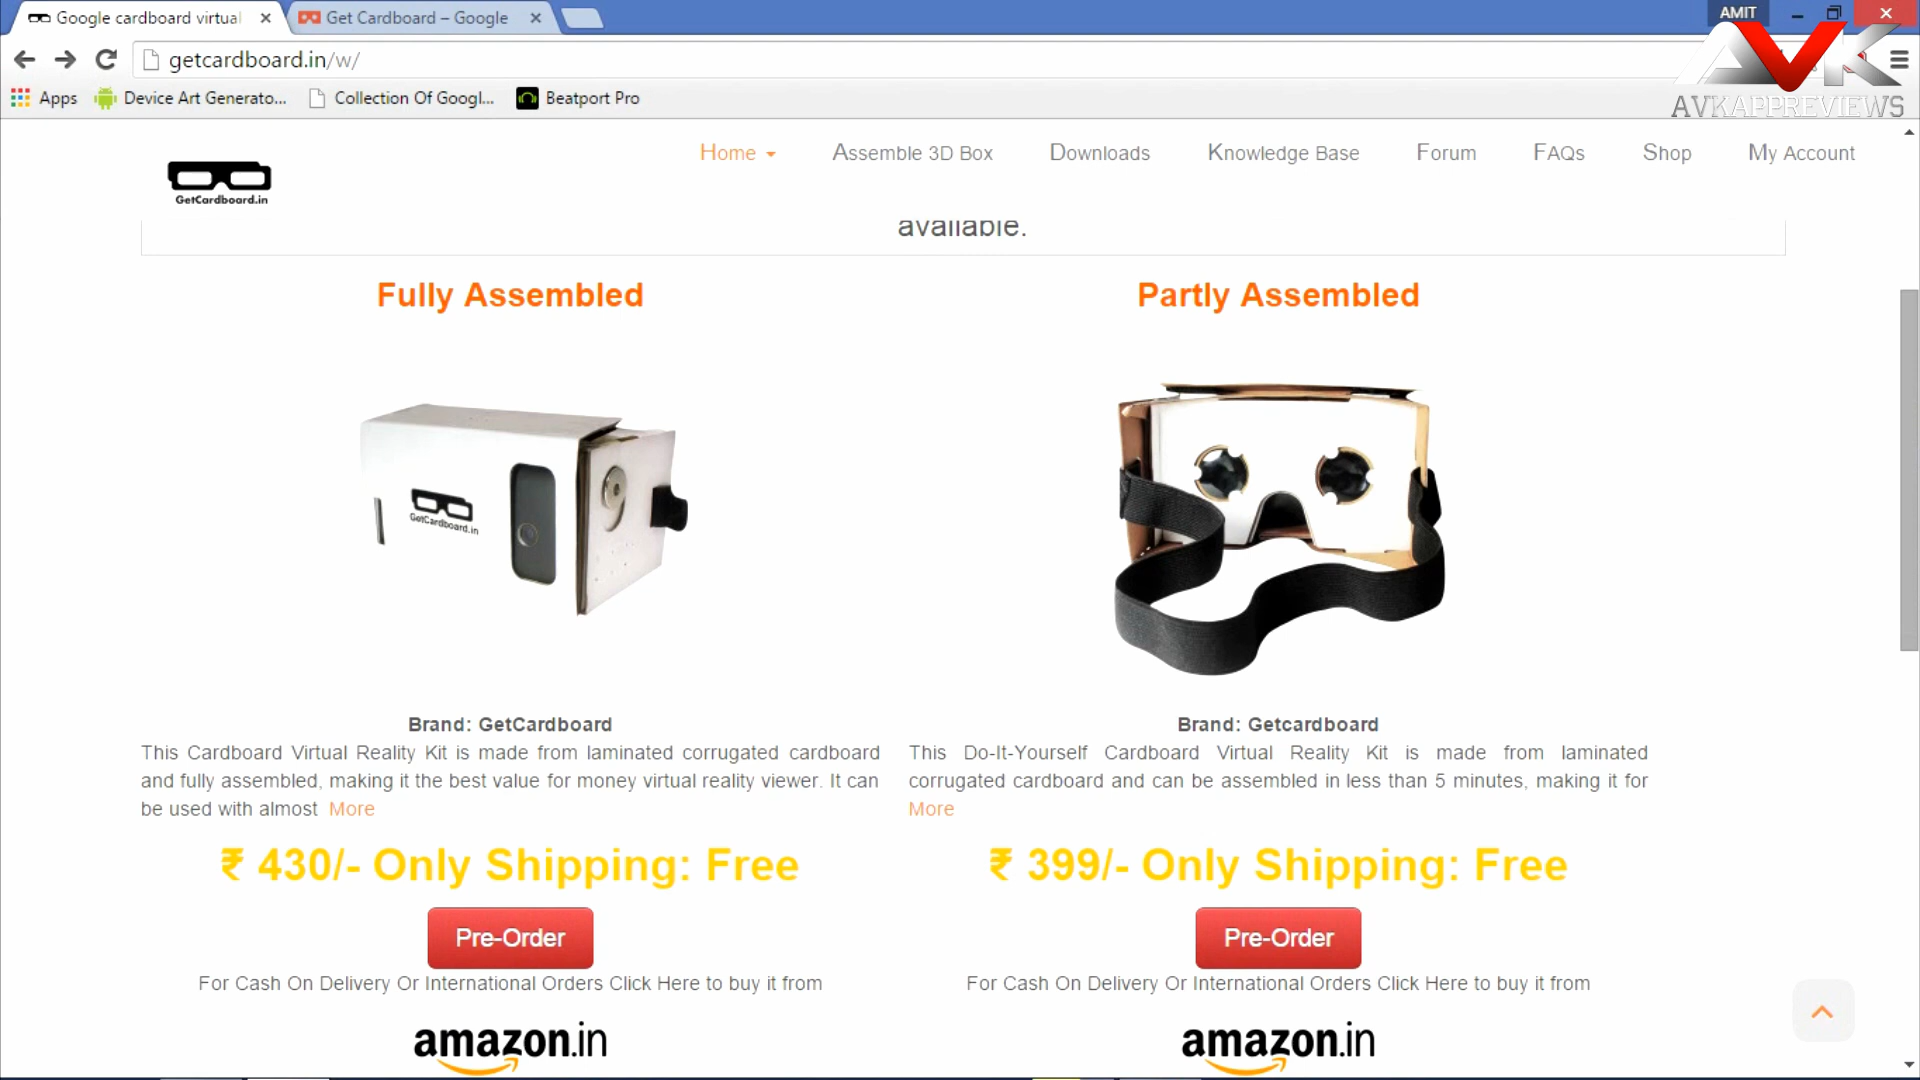 Google cardboard virtual
Get Cardboard – Google
AMIT
getcardboard.in/w/
AVK
AVKAPPREVIEWS
Apps
Device Art Generato...
Collection Of Googl...
Beatport Pro
GetCardboard.in
Home
Assemble 3D Box
Downloads
Knowledge Base
Forum
FAQs
Shop
My Account
available.
Fully Assembled
GetCardboard.in
Brand: GetCardboard
This Cardboard Virtual Reality Kit is made from laminated corrugated cardboard
and fully assembled, making it the best value for money virtual reality viewer. It can
be used with almost More
₹ 430/- Only Shipping: Free
Pre-Order
For Cash On Delivery Or International Orders Click Here to buy it from
amazon.in
Partly Assembled
Brand: Getcardboard
This Do-It-Yourself Cardboard Virtual Reality Kit is made from laminated
corrugated cardboard and can be assembled in less than 5 minutes, making it for
More
₹ 399/- Only Shipping: Free
Pre-Order
For Cash On Delivery Or International Orders Click Here to buy it from
amazon.in